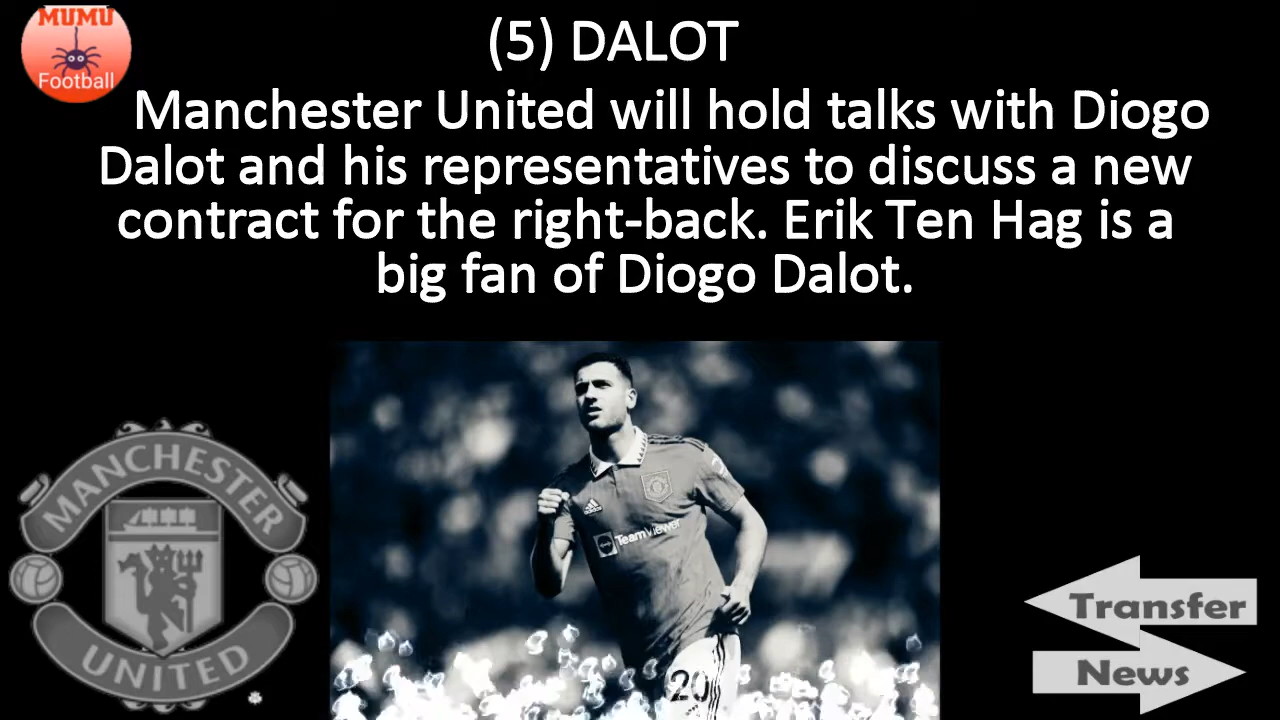 MUMU
Football
(5) DALOT
Manchester United will hold talks with Diogo
Dalot and his representatives to discuss a new
contract for the right-back. Erik Ten Hag is a
big fan of Diogo Dalot.
MANCHESTER
UNITED
adidas
TeamViewer
20
Transfer
News